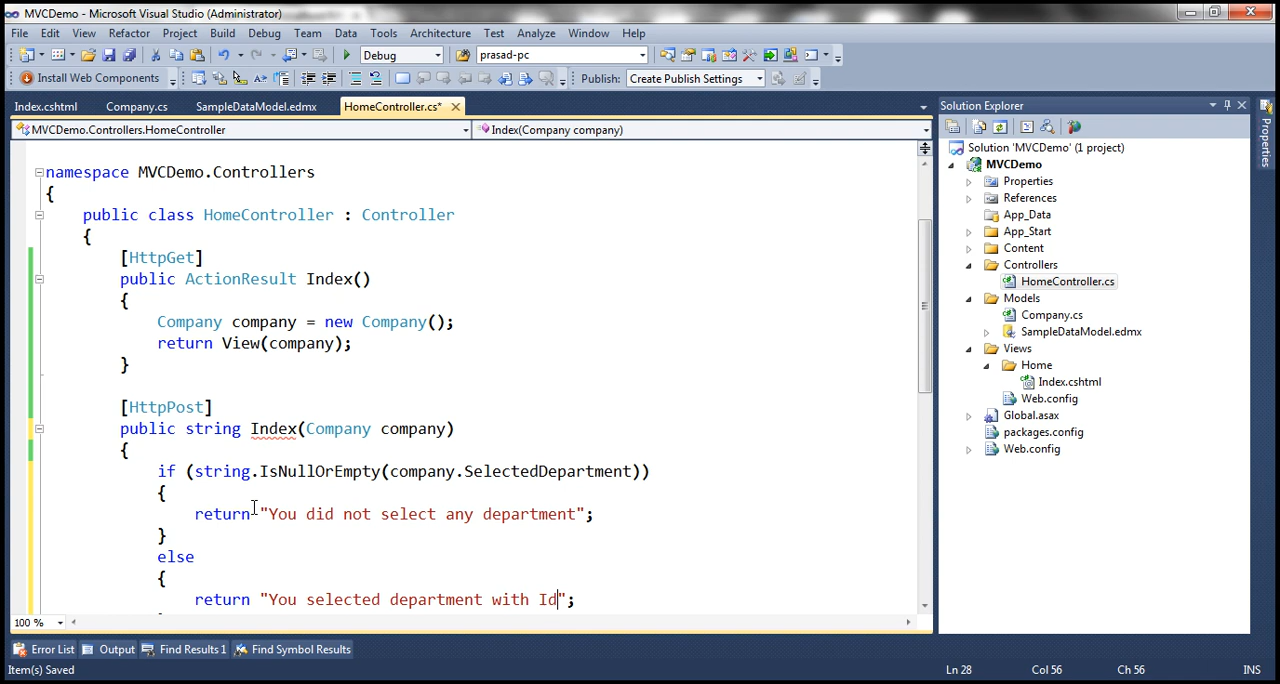 MVCDemo - Microsoft Visual Studio (Administrator)
File Edit View Refactor Project Build Debug Team Data Tools Architecture Test Analyze Window Help
Debug prasad-pc
Install Web Components Publish: Create Publish Settings
Index.cshtml Company.cs SampleDataModel.edmx HomeController.cs*
MVCDemo.Controllers.HomeController Index(Company company)
namespace MVCDemo.Controllers
{
public class HomeController : Controller
{
[HttpGet]
public ActionResult Index()
{
Company company = new Company();
return View(company);
}
[HttpPost]
public string Index(Company company)
{
if (string.IsNullOrEmpty(company.SelectedDepartment))
{
return "You did not select any department";
}
else
{
return "You selected department with Id";
100 %
Solution Explorer
Solution 'MVCDemo' (1 project)
MVCDemo
Properties
References
App_Data
App_Start
Content
Controllers
HomeController.cs
Models
Company.cs
SampleDataModel.edmx
Views
Home
Index.cshtml
Web.config
Global.asax
packages.config
Web.config
Properties
Error List Output Find Results 1 Find Symbol Results
Item(s) Saved Ln 28 Col 56 Ch 56 INS